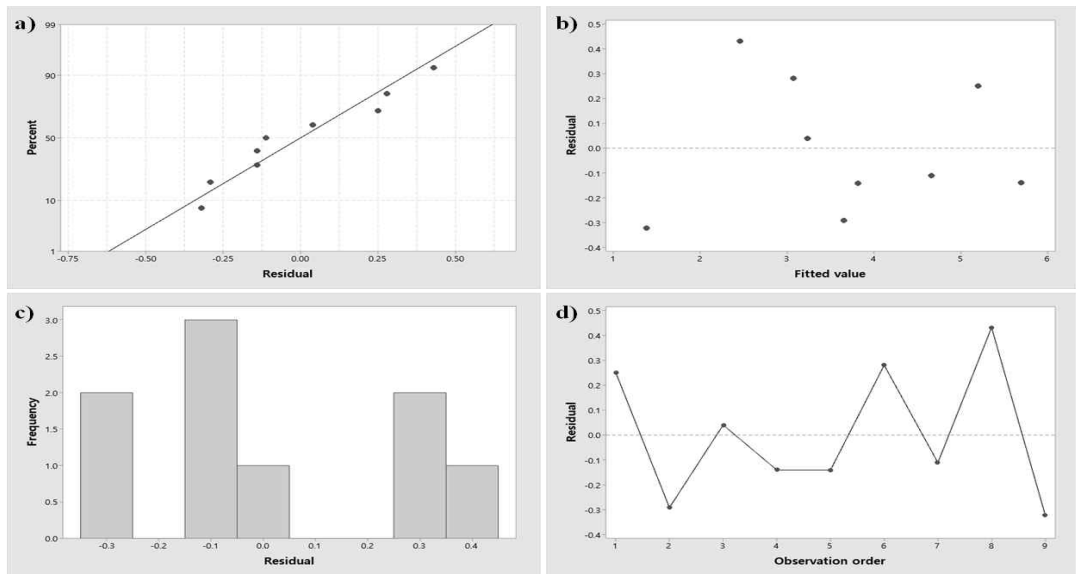 a)
99
90
50
10
1
Percent
-0.75 -0.50 -0.25 0.00 0.25 0.50
Residual
b)
0.5
0.4
0.3
0.2
0.1
0.0
-0.1
-0.2
-0.3
-0.4
Residual
1 2 3 4 5 6
Fitted value
c)
3.0
2.5
2.0
1.5
1.0
0.5
0.0
Frequency
-0.3 -0.2 -0.1 0.0 0.1 0.2 0.3 0.4
Residual
d)
0.5
0.4
0.3
0.2
0.1
0.0
-0.1
-0.2
-0.3
-0.4
Residual
1 2 3 4 5 6 7 8 9
Observation order